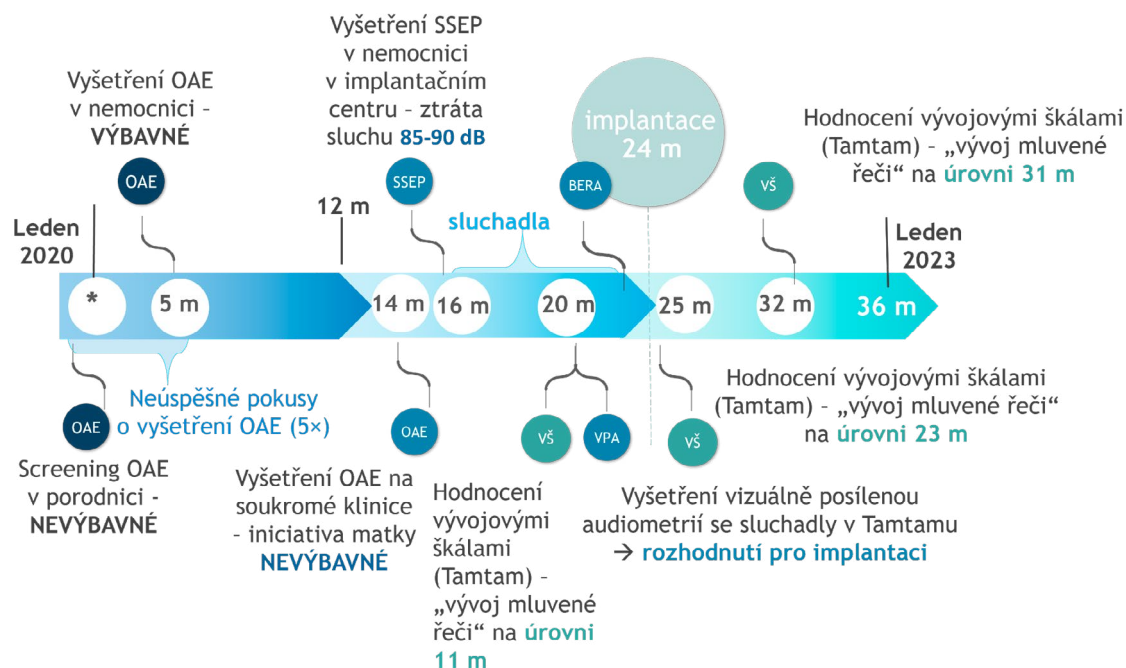 Vyšetření OAE
v nemocnici –
VÝBAVNÉ
OAE
Vyšetření SSEP
v nemocnici
v implantačním
centru – ztráta
sluchu 85-90 dB
SSEP
implantace
24 m
BERA
VŠ
Hodnocení vývojovými škálami
(Tamtam) – „vývoj mluvené
řeči“ na úrovni 31 m
Leden
2020
12 m
sluchadla
Leden
2023
*
5 m
14 m
16 m
20 m
25 m
32 m
36 m
Neúspěšné pokusy
o vyšetření OAE (5×)
OAE
Screening OAE
v porodnici -
NEVÝBAVNÉ
OAE
Vyšetření OAE na
soukromé klinice
– iniciativa matky
NEVÝBAVNÉ
VŠ
VPA
Hodnocení
vývojovými
škálami
(Tamtam) –
„vývoj mluvené
řeči“ na úrovni
11 m
VŠ
Hodnocení vývojovými škálami
(Tamtam) – „vývoj mluvené řeči“
na úrovni 23 m
Vyšetření vizuálně posílenou
audiometrií se sluchadly v Tamtamu
→ rozhodnutí pro implantaci